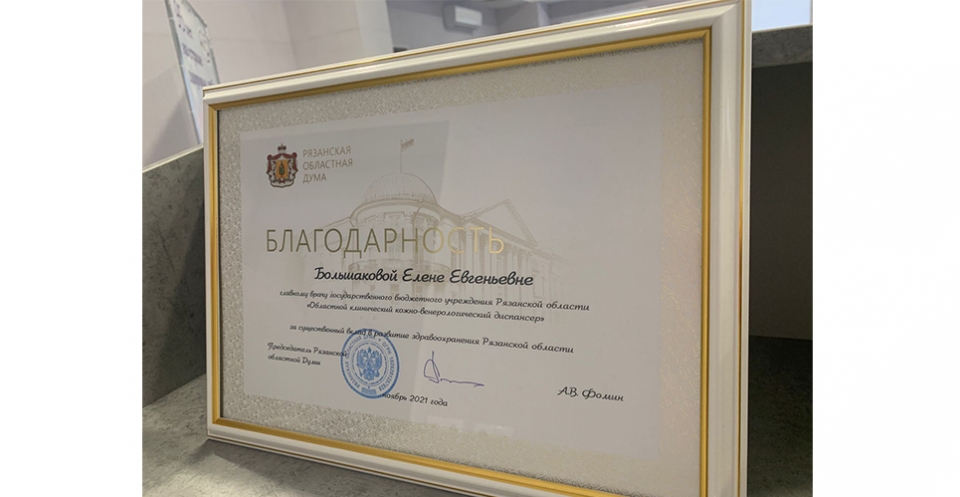 РЯЗАНСКАЯ
ОБЛАСТНАЯ
ДУМА
БЛАГОДАРНОСТЬ
Большаковой Елене Евгеньевне
главному врачу государственного бюджетного учреждения Рязанской области
«Областной клинический кожно-венерологический диспансер»
за существенный вклад в развитие здравоохранения Рязанской области
Председатель Рязанской
областной Думы
А.В. Фомин
ноябрь 2021 года